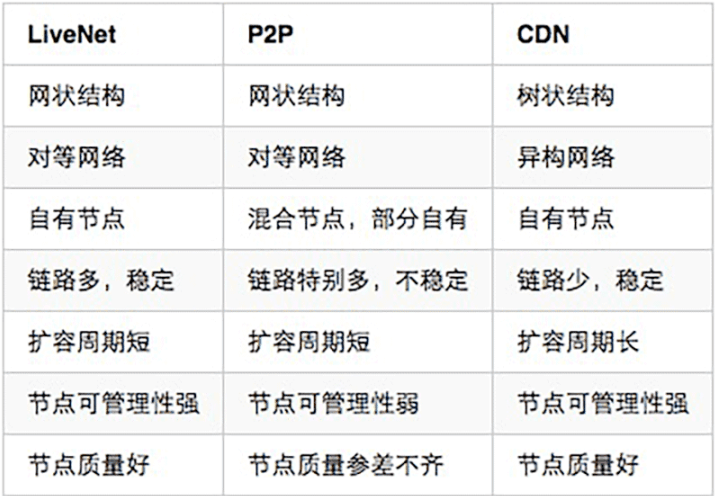 LiveNet P2P CDN
网状结构 网状结构 树状结构
对等网络 对等网络 异构网络
自有节点 混合节点，部分自有 自有节点
链路多，稳定 链路特别多，不稳定 链路少，稳定
扩容周期短 扩容周期短 扩容周期长
节点可管理性强 节点可管理性弱 节点可管理性强
节点质量好 节点质量参差不齐 节点质量好